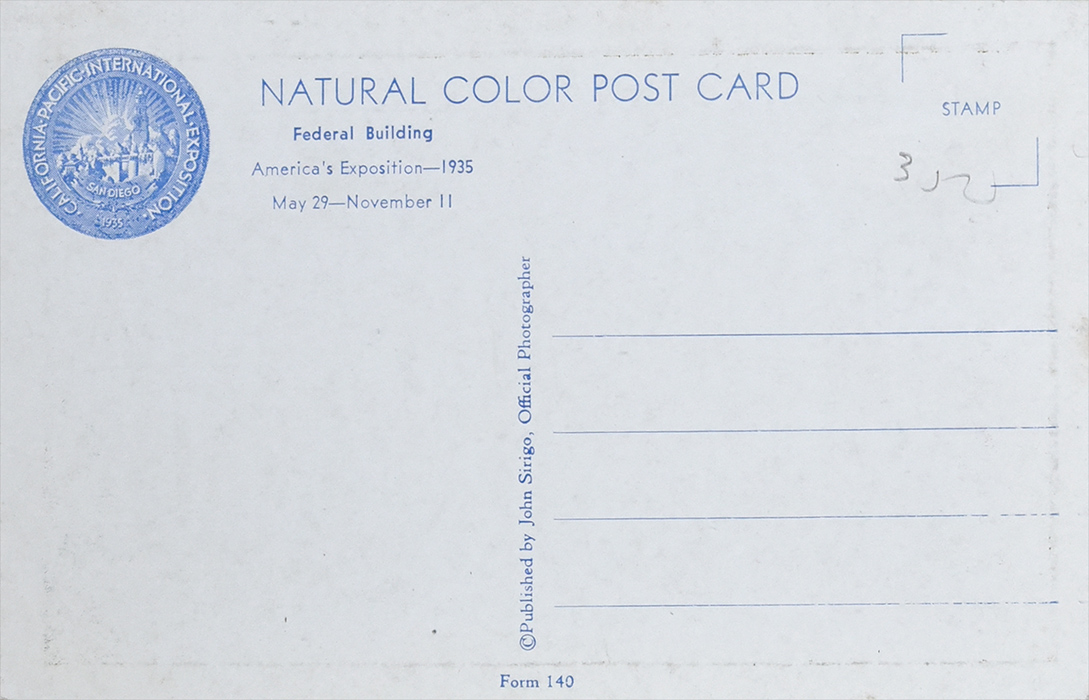 CALIFORNIA·PACIFIC·INTERNATIONAL·EXPOSITION·
SAN DIEGO
1935
NATURAL COLOR POST CARD
Federal Building
America's Exposition—1935
May 29—November 11
STAMP
3
©Published by John Sirigo, Official Photographer
Form 140